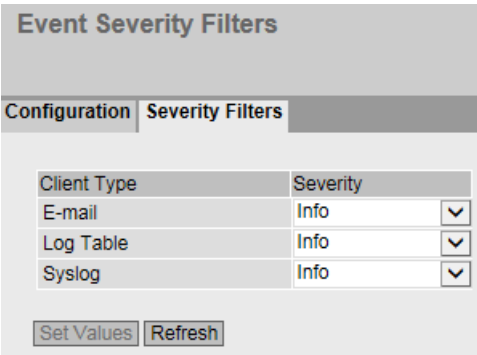 Event Severity Filters
Configuration Severity Filters
Client Type Severity
E-mail Info
Log Table Info
Syslog Info
Set Values Refresh